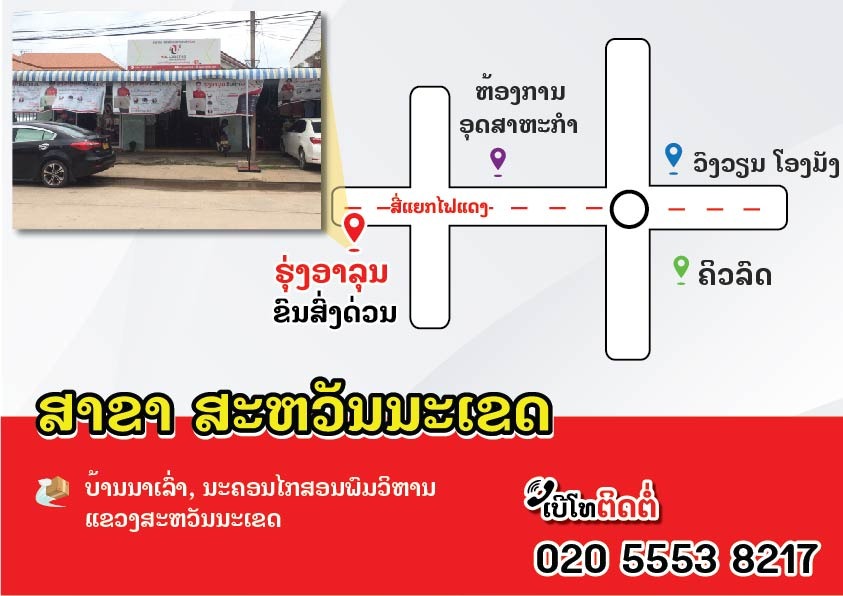 ຫ້ອງການ
ອຸດສາຫະກຳ
ວົງວຽນ ໂອງມັງ
ສີ່ແຍກໄຟແດງ
ຮຸ່ງອາລຸນ
ຂົນສົ່ງດ່ວນ
ຄິວລົດ
ສາຂາ ສະຫວັນນະເຂດ
ບ້ານນາເລົ່າ, ນະຄອນໄກສອນພົມວິຫານ
ແຂວງສະຫວັນນະເຂດ
ເບີໂທຕິດຕໍ່
020 5553 8217